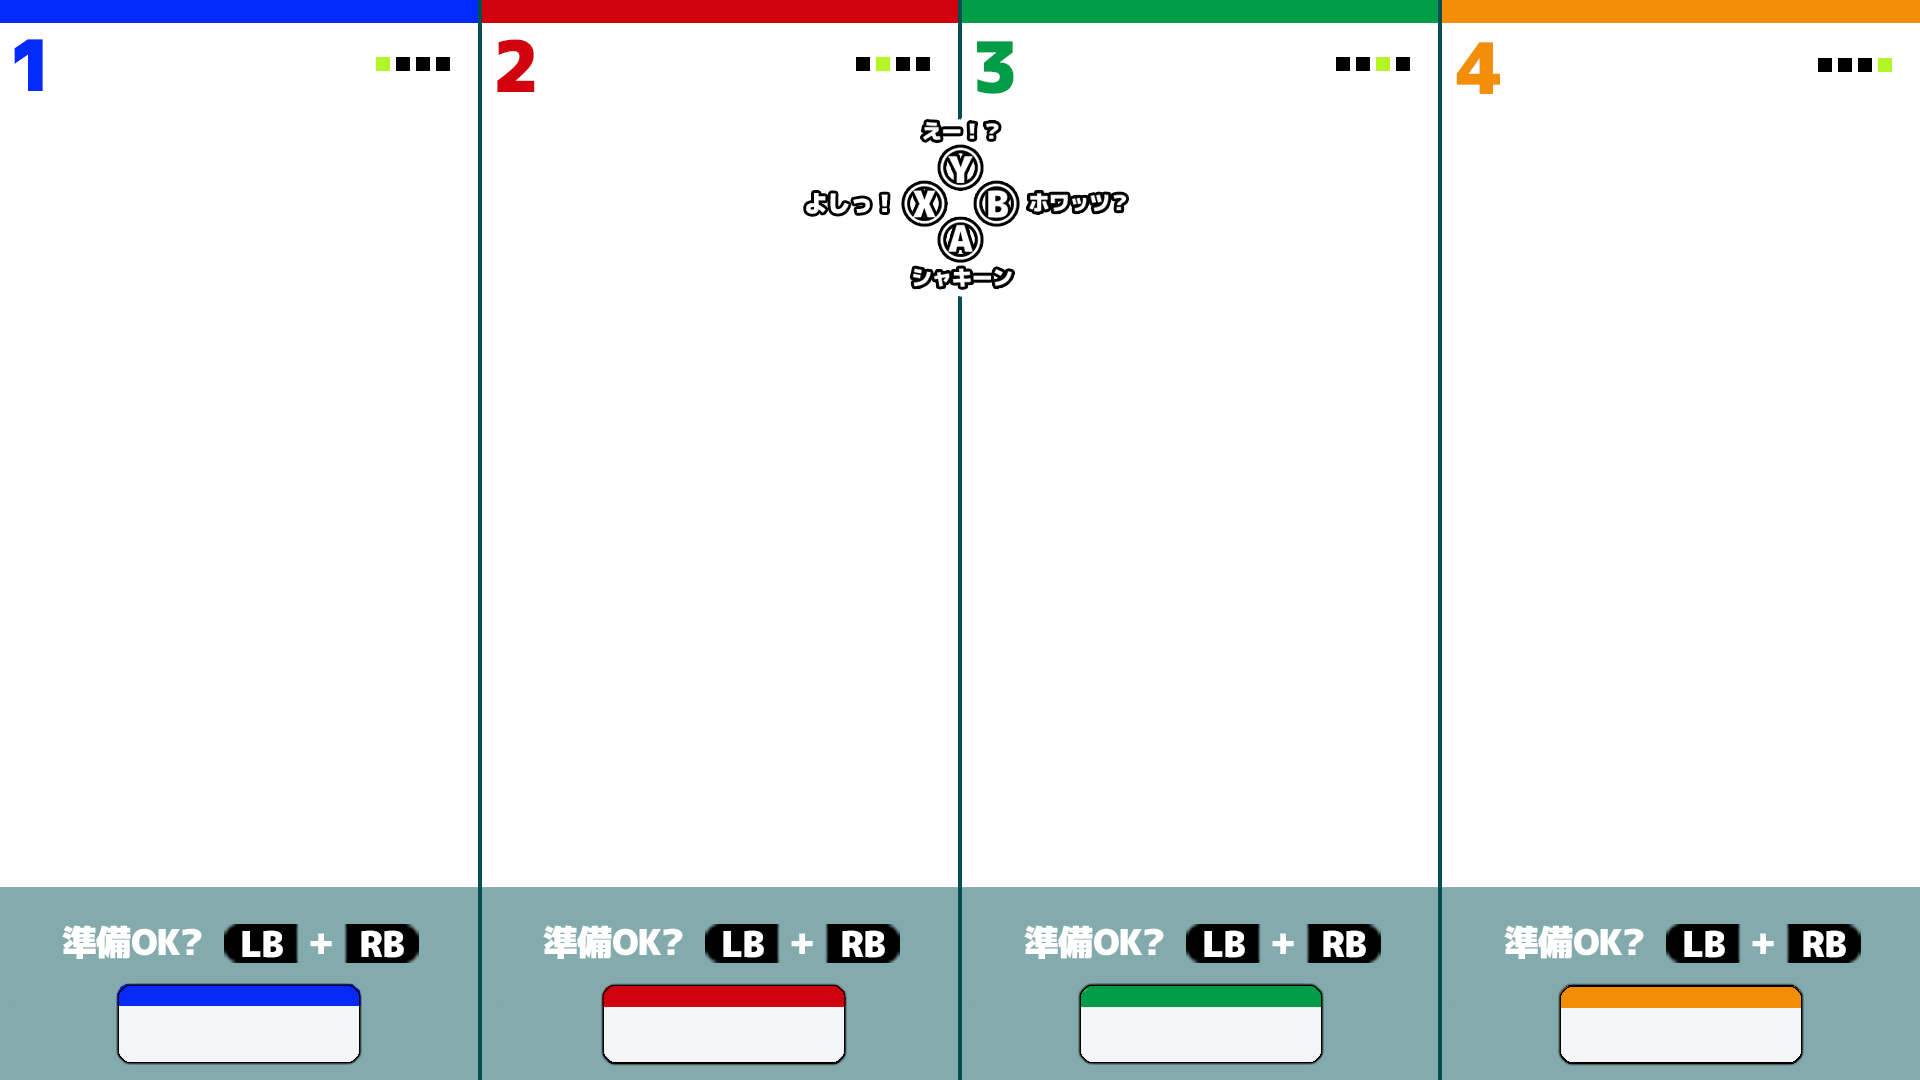 1
2
3
4
えー!?
Y
よしっ! X B ホワッツ?
A
シャキーン
準備OK? LB + RB
準備OK? LB + RB
準備OK? LB + RB
準備OK? LB + RB